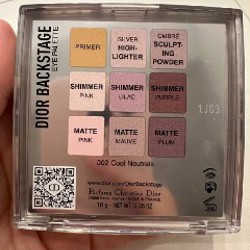 DIOR BACKSTAGE
EYE PALETTE
PRIMER
SILVER
HIGH-
LIGHTER
OMBRÉ
SCULPT-
ING
POWDER
SHIMMER
PINK
SHIMMER
LILAC
SHIMMER
PURPLE
1J01
MATTE
PINK
MATTE
MAUVE
MATTE
PLUM
002 Cool Neutrals
www.dior.com/DiorBackstage
Parfums Christian Dior
10 g - NET WT. 0.35 OZ.